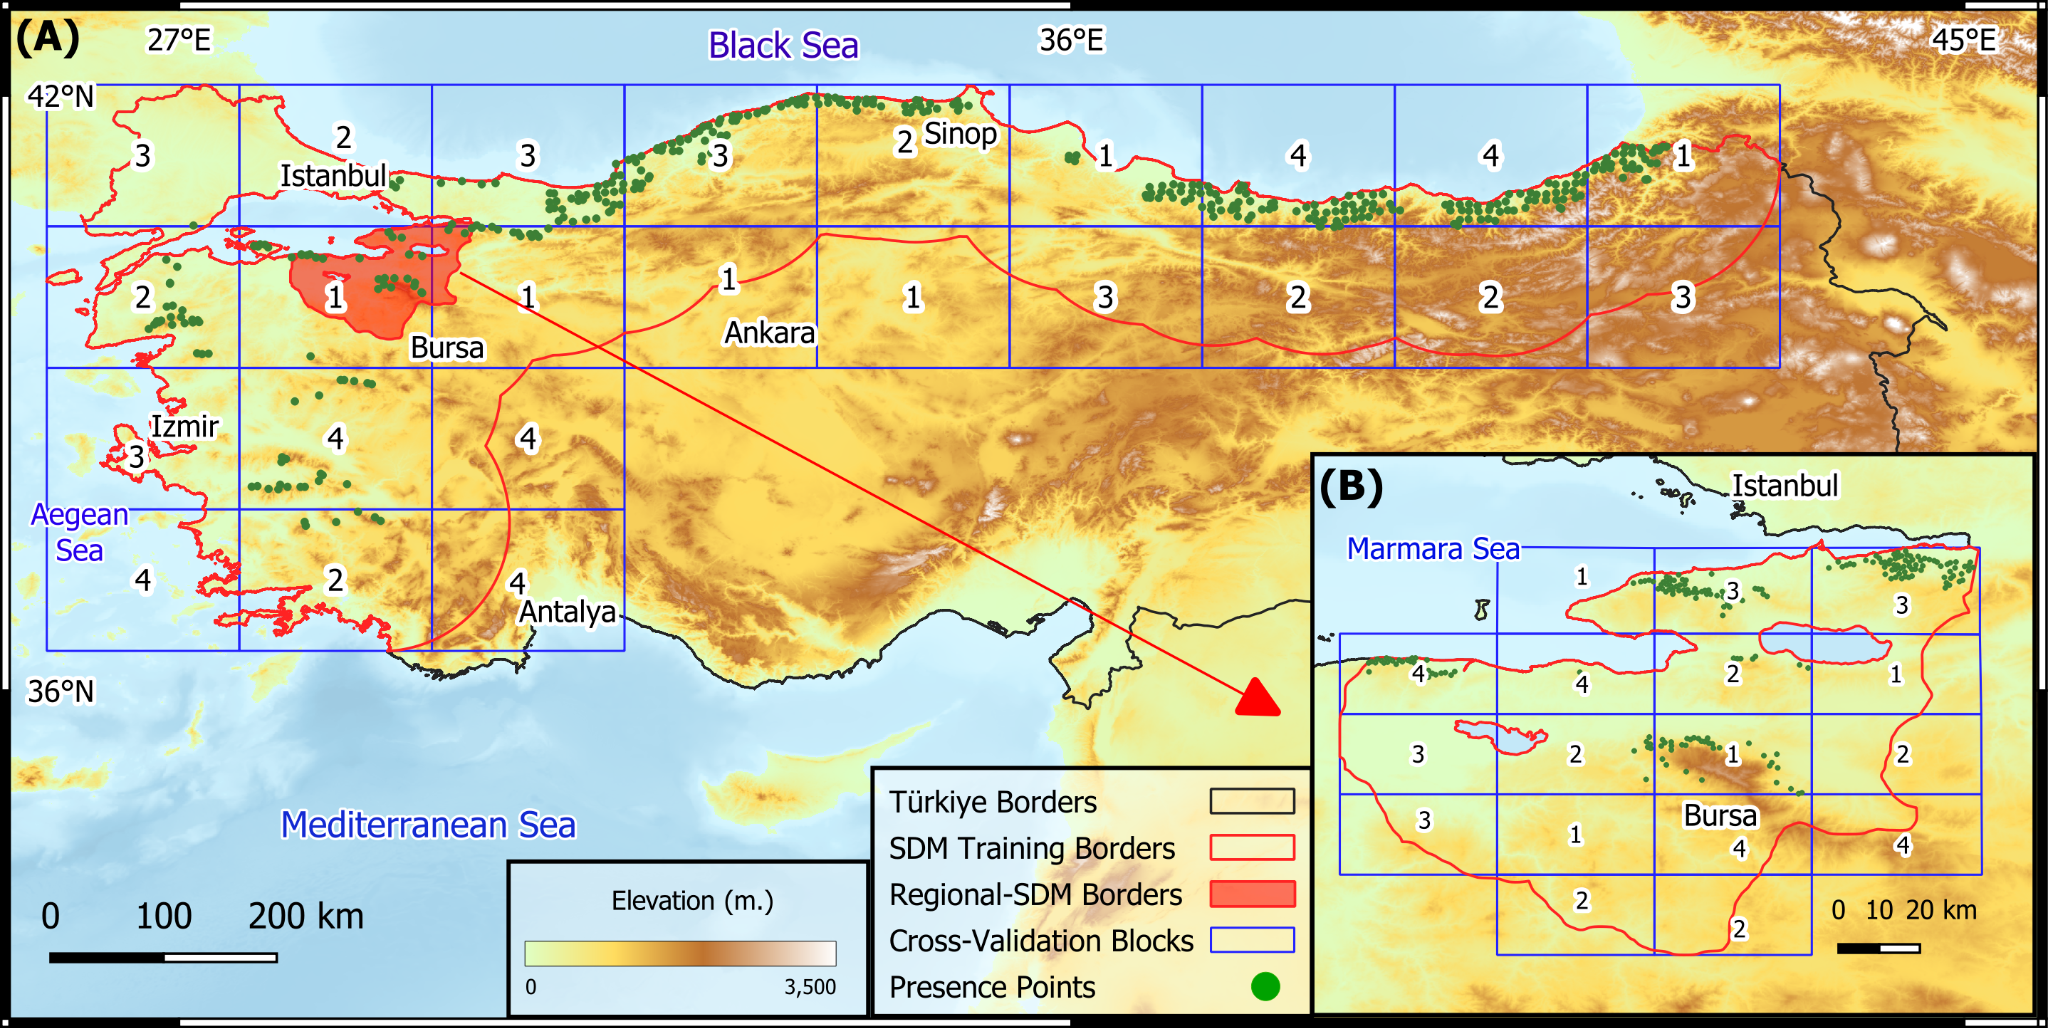 (A)
27°E
Black Sea
36°E
45°E
42°N
3
2
3
3
2
Sinop
1
4
4
1
Istanbul
2
1
1
1
1
3
2
2
3
Bursa
Ankara
Izmir
3
4
4
Aegean
Sea
4
2
4
Antalya
36°N
Mediterranean Sea
0 100 200 km
Elevation (m.)
0 3,500
Türkiye Borders
SDM Training Borders
Regional-SDM Borders
Cross-Validation Blocks
Presence Points
(B)
Istanbul
Marmara Sea
1
3
3
4
4
2
1
3
2
1
2
Bursa
3
1
4
4
2
2
0 10 20 km